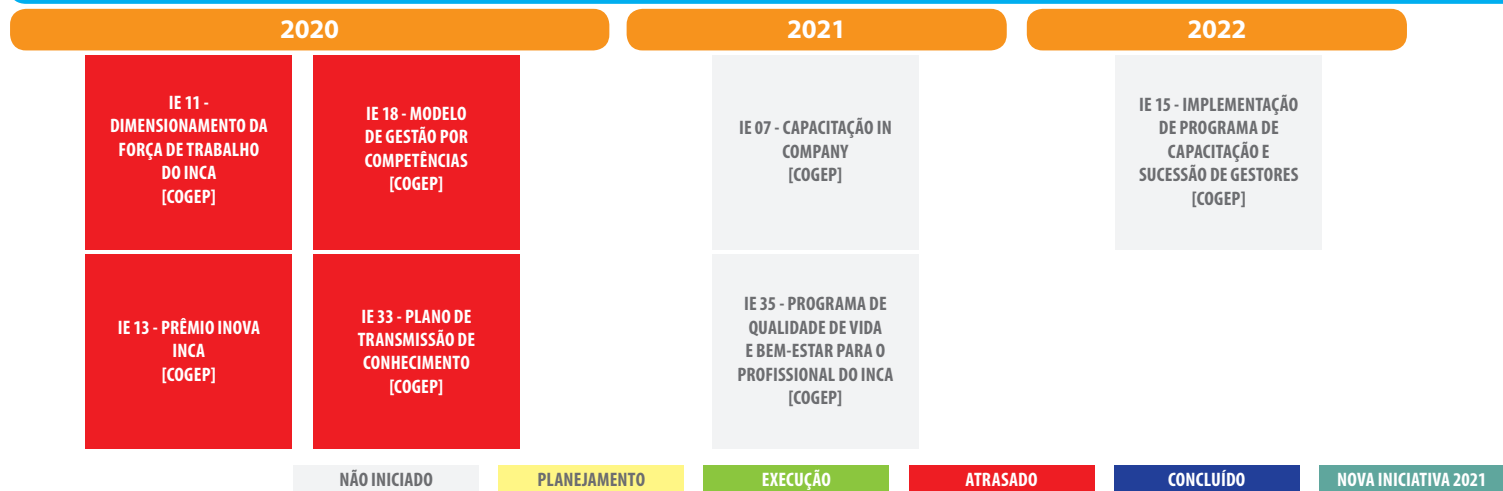 2020
2021
2022
IE 11 -
DIMENSIONAMENTO DA
FORÇA DE TRABALHO
DO INCA
[COGEP]
IE 18 - MODELO
DE GESTÃO POR
COMPETÊNCIAS
[COGEP]
IE 07 - CAPACITAÇÃO IN
COMPANY
[COGEP]
IE 15 - IMPLEMENTAÇÃO
DE PROGRAMA DE
CAPACITAÇÃO E
SUCESSÃO DE GESTORES
[COGEP]
IE 13 - PRÊMIO INOVA
INCA
[COGEP]
IE 33 - PLANO DE
TRANSMISSÃO DE
CONHECIMENTO
[COGEP]
IE 35 - PROGRAMA DE
QUALIDADE DE VIDA
E BEM-ESTAR PARA O
PROFISSIONAL DO INCA
[COGEP]
NÃO INICIADO
PLANEJAMENTO
EXECUÇÃO
ATRASADO
CONCLUÍDO
NOVA INICIATIVA 2021